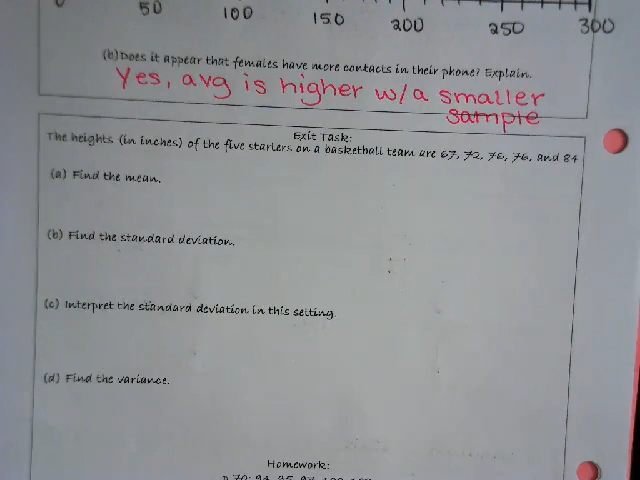 0 50 100 150 200 250 300
(b) Does it appear that females have more contacts in their phone? Explain.
Yes, avg is higher w/a smaller
sample
Exit Task:
The heights (in inches) of the five starters on a basketball team are 67, 72, 76, 76, and 84
(a) Find the mean.
(b) Find the standard deviation.
(c) Interpret the standard deviation in this setting.
(d) Find the variance.
Homework: